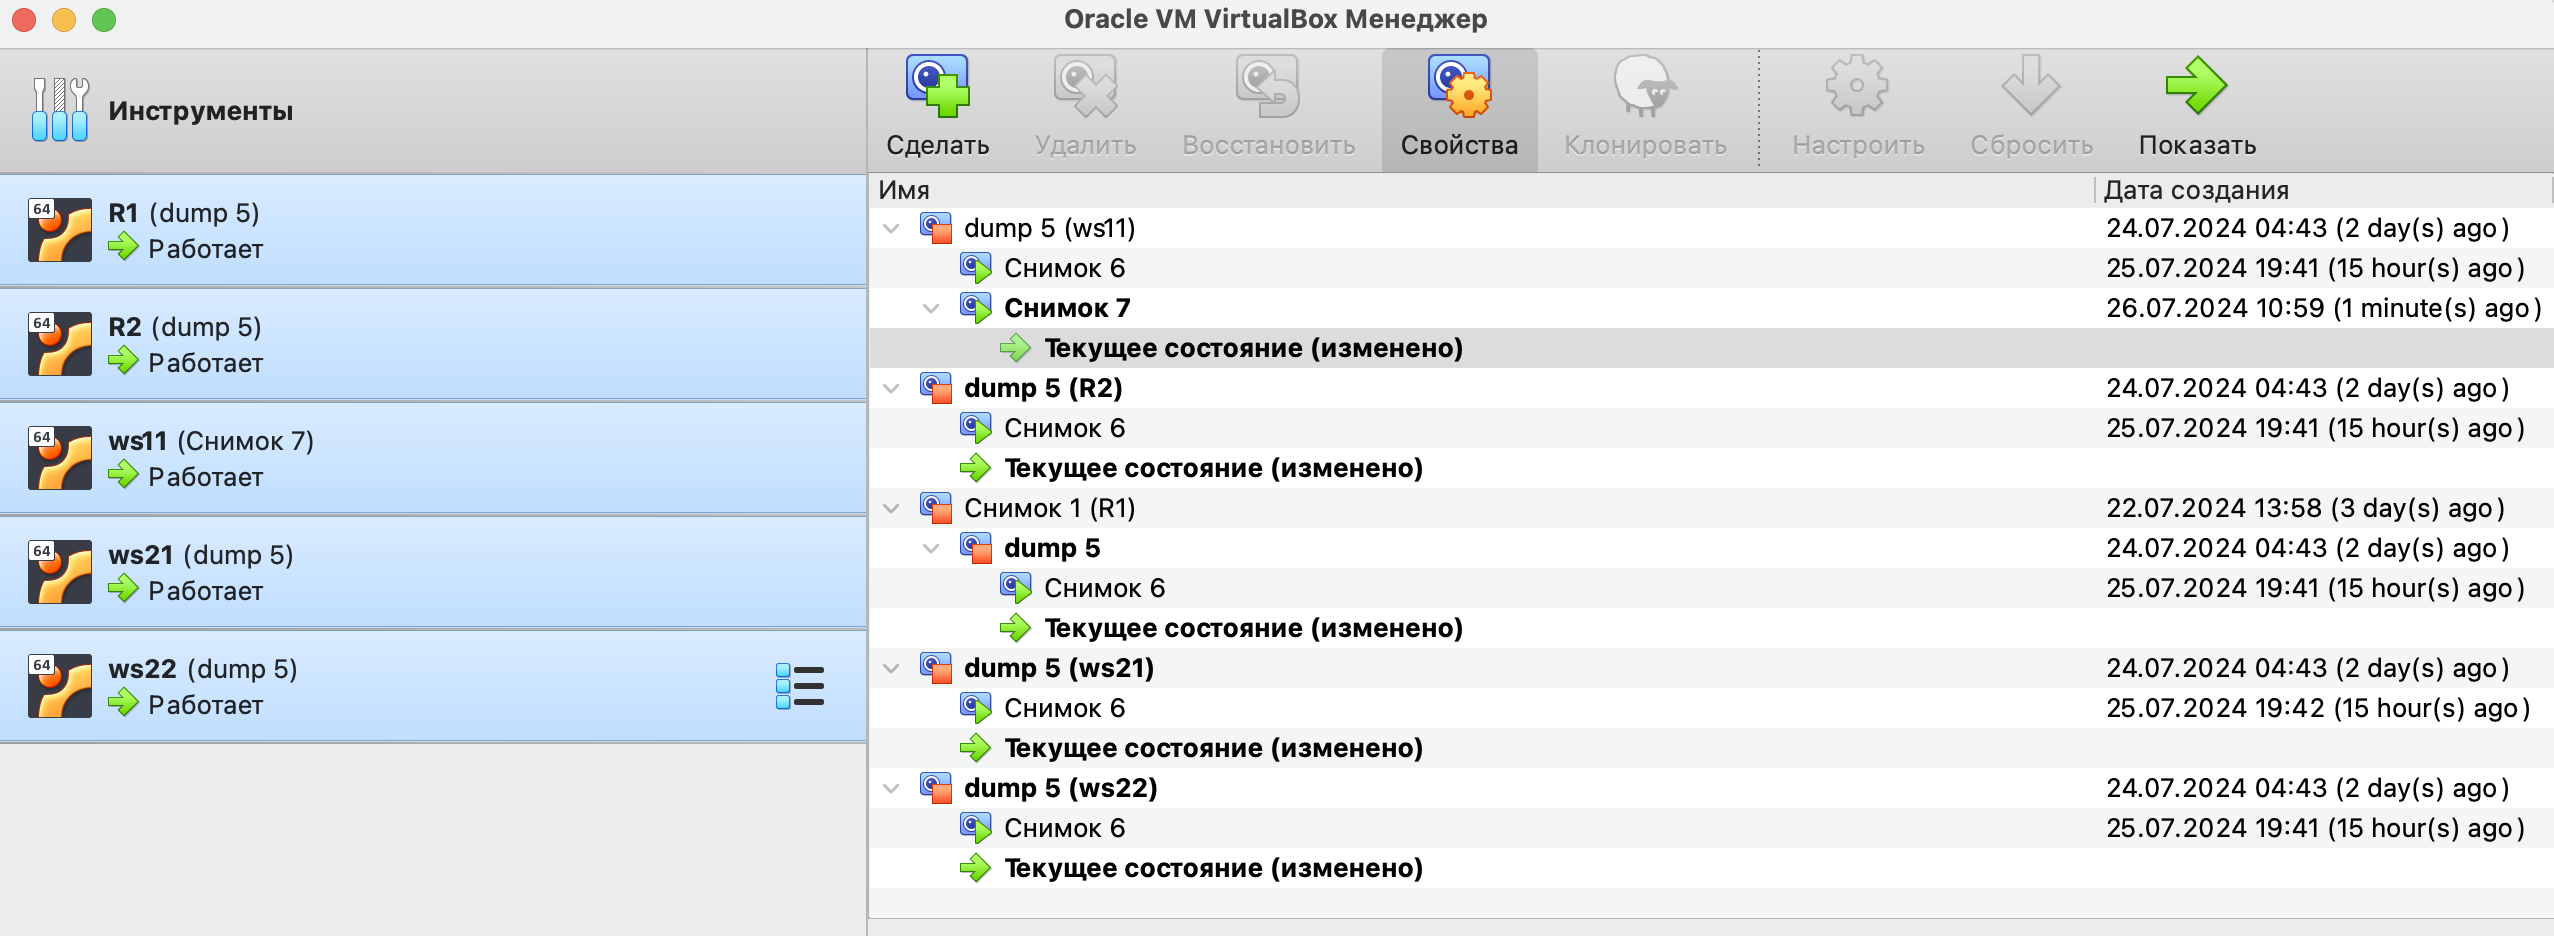 Oracle VM VirtualBox Менеджер
Инструменты
Сделать Удалить Восстановить Свойства Клонировать Настроить Сбросить Показать
64 R1 (dump 5)
Работает
64 R2 (dump 5)
Работает
64 ws11 (Снимок 7)
Работает
64 ws21 (dump 5)
Работает
64 ws22 (dump 5)
Работает
Имя Дата создания
dump 5 (ws11) 24.07.2024 04:43 (2 day(s) ago)
Снимок 6 25.07.2024 19:41 (15 hour(s) ago)
Снимок 7 26.07.2024 10:59 (1 minute(s) ago)
Текущее состояние (изменено)
dump 5 (R2) 24.07.2024 04:43 (2 day(s) ago)
Снимок 6 25.07.2024 19:41 (15 hour(s) ago)
Текущее состояние (изменено)
Снимок 1 (R1) 22.07.2024 13:58 (3 day(s) ago)
dump 5 24.07.2024 04:43 (2 day(s) ago)
Снимок 6 25.07.2024 19:41 (15 hour(s) ago)
Текущее состояние (изменено)
dump 5 (ws21) 24.07.2024 04:43 (2 day(s) ago)
Снимок 6 25.07.2024 19:42 (15 hour(s) ago)
Текущее состояние (изменено)
dump 5 (ws22) 24.07.2024 04:43 (2 day(s) ago)
Снимок 6 25.07.2024 19:41 (15 hour(s) ago)
Текущее состояние (изменено)